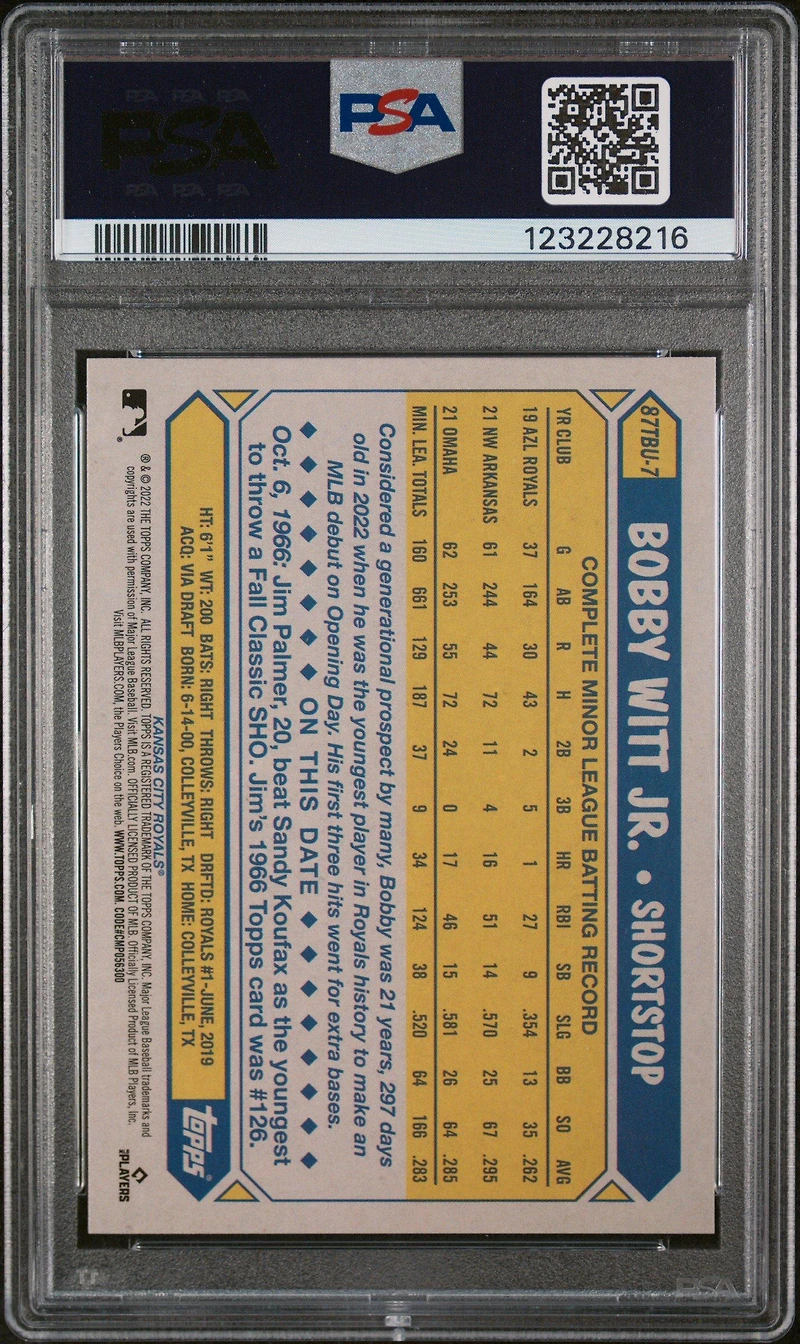 PSA PSA PSA
PSA
PSA PSA PSA
PSA
123228216
87TBU-7
BOBBY WITT JR. • SHORTSTOP
COMPLETE MINOR LEAGUE BATTING RECORD
YR CLUB G AB R H 2B 3B HR RBI SB SLG BB SO AVG
19 AZL ROYALS 37 164 30 43 2 5 1 27 9 .354 13 35 .262
21 NW ARKANSAS 61 244 44 72 11 4 16 51 14 .570 25 67 .295
21 OMAHA 62 253 55 72 24 0 17 46 15 .581 26 64 .285
MIN. LEA. TOTALS 160 661 129 187 37 9 34 124 38 .520 64 166 .283
Considered a generational prospect by many, Bobby was 21 years, 297 days
old in 2022 when he was the youngest player in Royals history to make an
MLB debut on Opening Day. His first three hits went for extra bases.
◆ ◆ ◆ ◆ ◆ ◆ ◆ ◆ ON THIS DATE ◆ ◆ ◆ ◆ ◆ ◆ ◆ ◆
Oct. 6, 1966: Jim Palmer, 20, beat Sandy Koufax as the youngest
to throw a Fall Classic SHO. Jim's 1966 Topps card was #126.
HT: 6'1" WT: 200 BATS: RIGHT THROWS: RIGHT DRFTD: ROYALS #1-JUNE, 2019
ACQ: VIA DRAFT BORN: 6-14-00, COLLEYVILLE, TX HOME: COLLEYVILLE, TX
topps®
KANSAS CITY ROYALS®
® & © 2022 THE TOPPS COMPANY, INC. ALL RIGHTS RESERVED. TOPPS IS A REGISTERED TRADEMARK OF THE TOPPS COMPANY, INC. Major League Baseball trademarks and
copyrights are used with permission of Major League Baseball. Visit MLB.com. OFFICIALLY LICENSED PRODUCT OF MLB Players, Inc.
Visit MLBPLAYERS.COM, the Players Choice on the web. WWW.TOPPS.COM. CODE#CMP056300
MLB PLAYERS
PSA